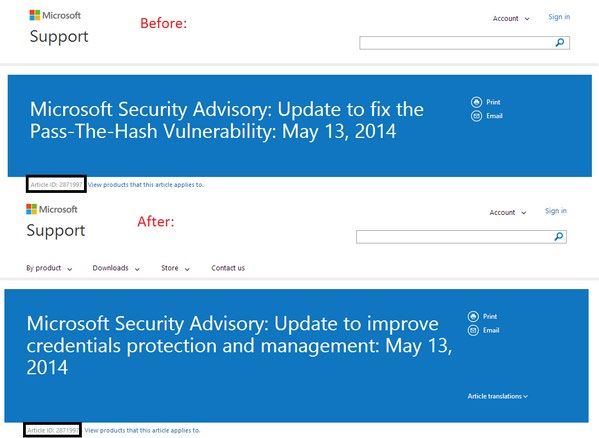 Microsoft
Before:
Account
Sign in
Support
Microsoft Security Advisory: Update to fix the
Pass-The-Hash Vulnerability: May 13, 2014
Print
Email
Article ID: 2871997
View products that this article applies to.
Microsoft
After:
Account
Sign in
Support
By product
Downloads
Store
Contact us
Microsoft Security Advisory: Update to improve
credentials protection and management: May 13,
2014
Print
Email
Article translations
Article ID: 2871997
View products that this article applies to.